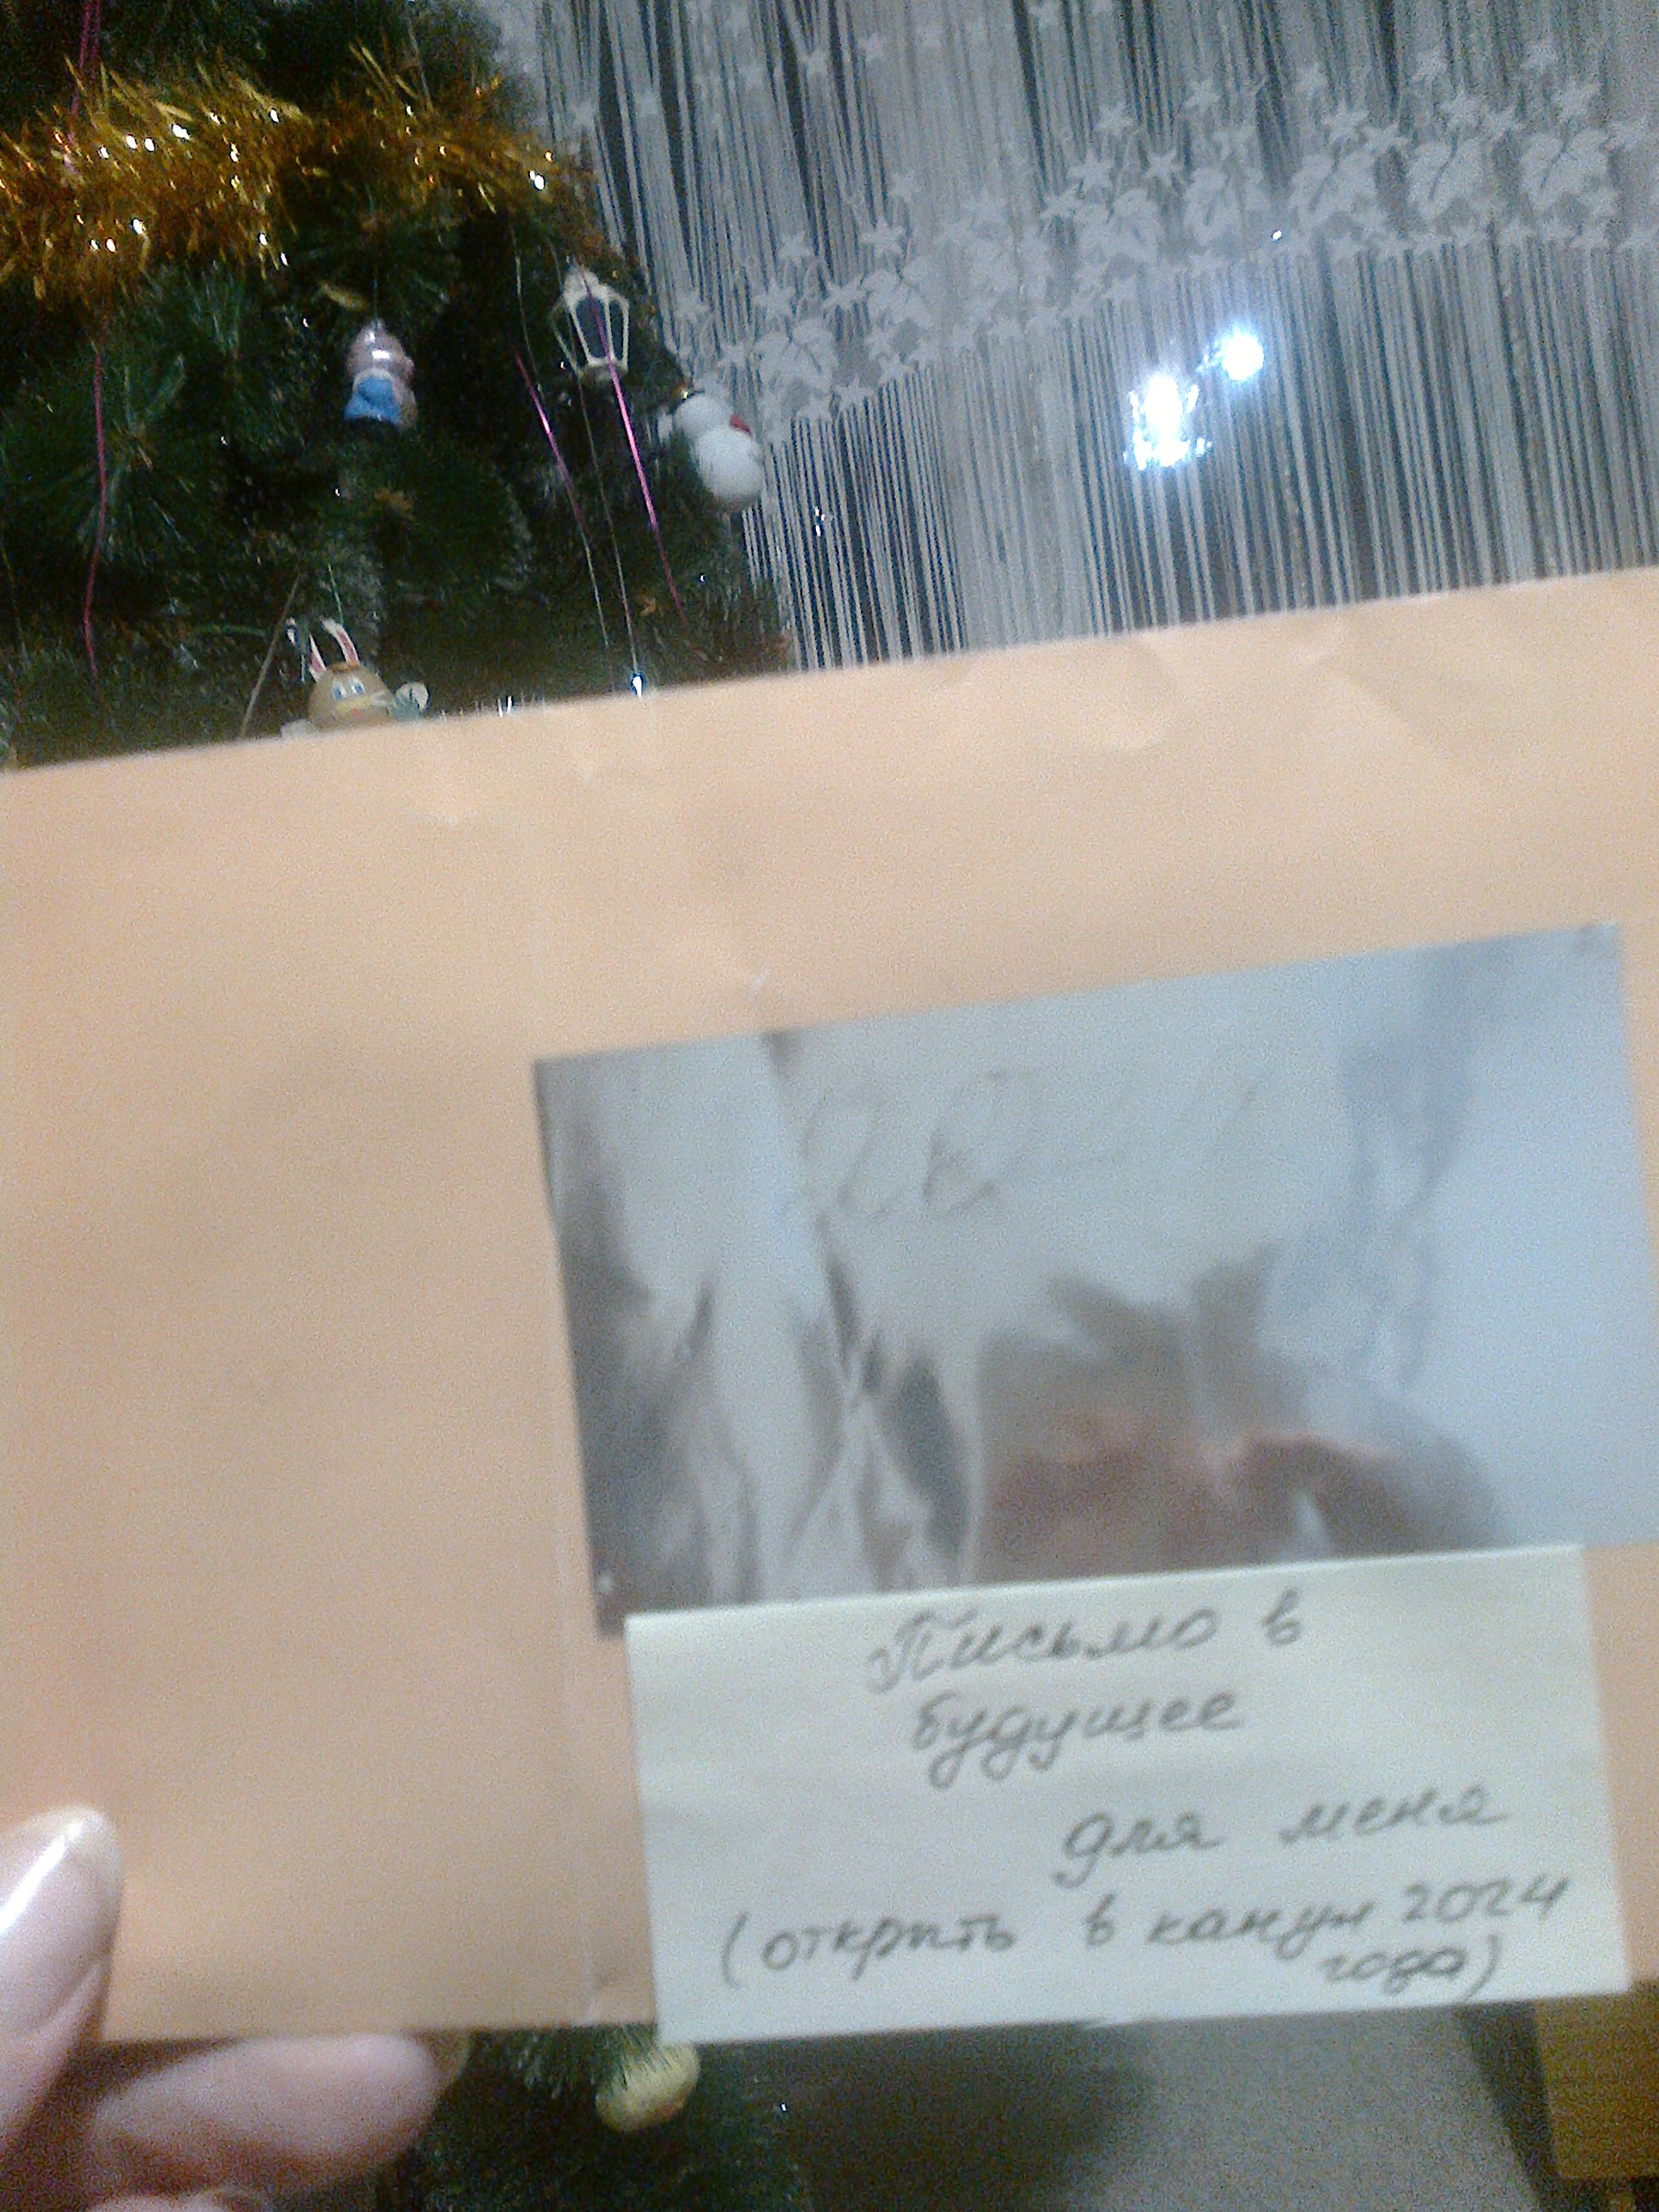 Письмо в
будущее
для меня
(открыть в канун 2024
года)